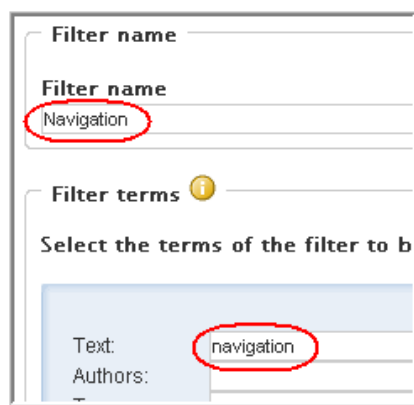 Filter name
Filter name
Navigation
Filter terms
Select the terms of the filter to b
Text: navigation
Authors: